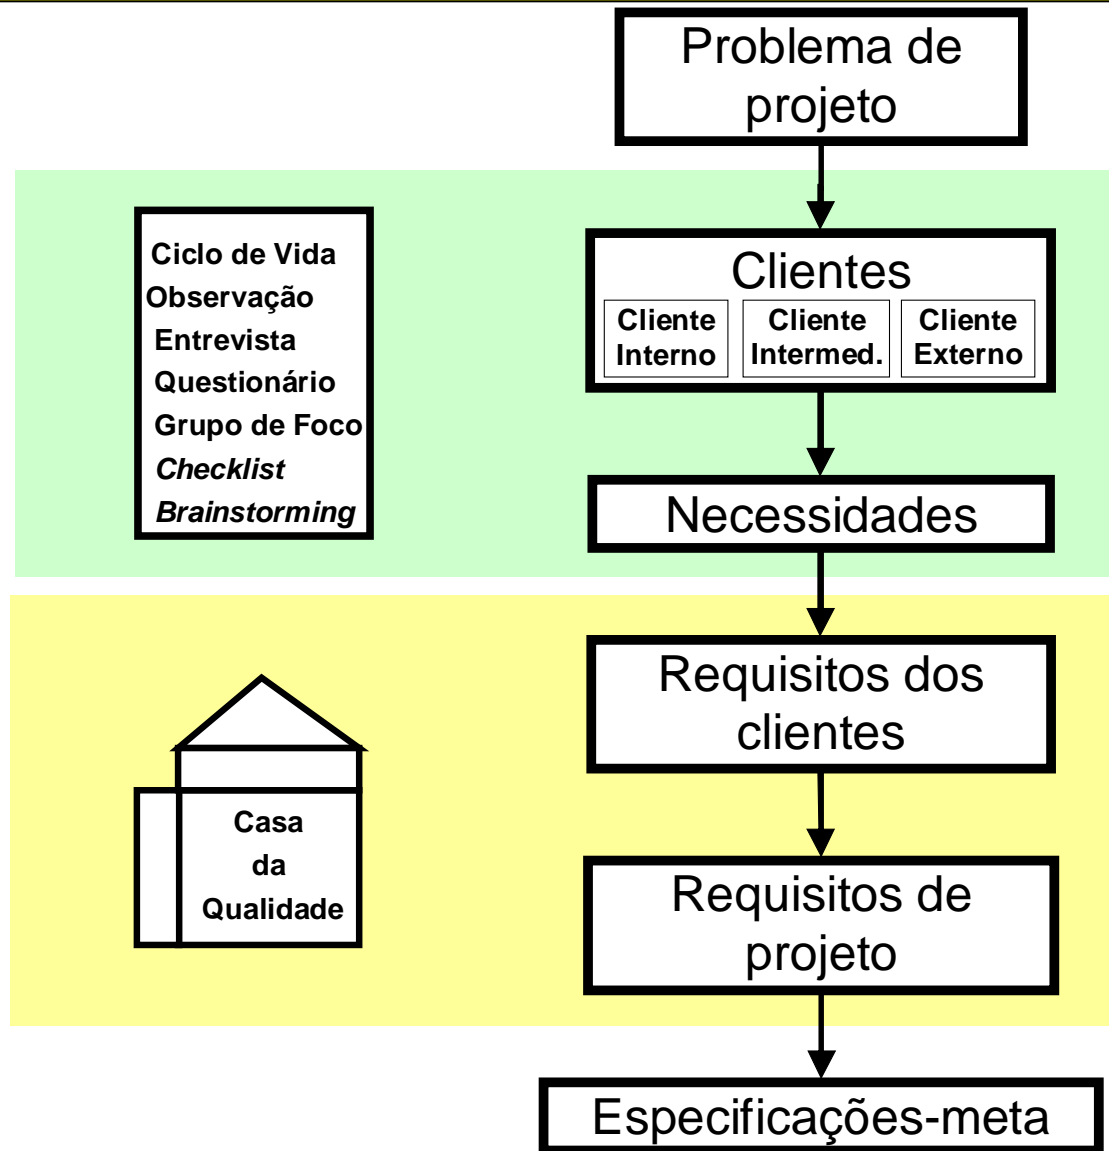 Problema de
projeto
Ciclo de Vida
Observação
Entrevista
Questionário
Grupo de Foco
Checklist
Brainstorming
Clientes
Cliente
Interno
Cliente
Intermed.
Cliente
Externo
Necessidades
Requisitos dos
clientes
Casa
da
Qualidade
Requisitos de
projeto
Especificações-meta